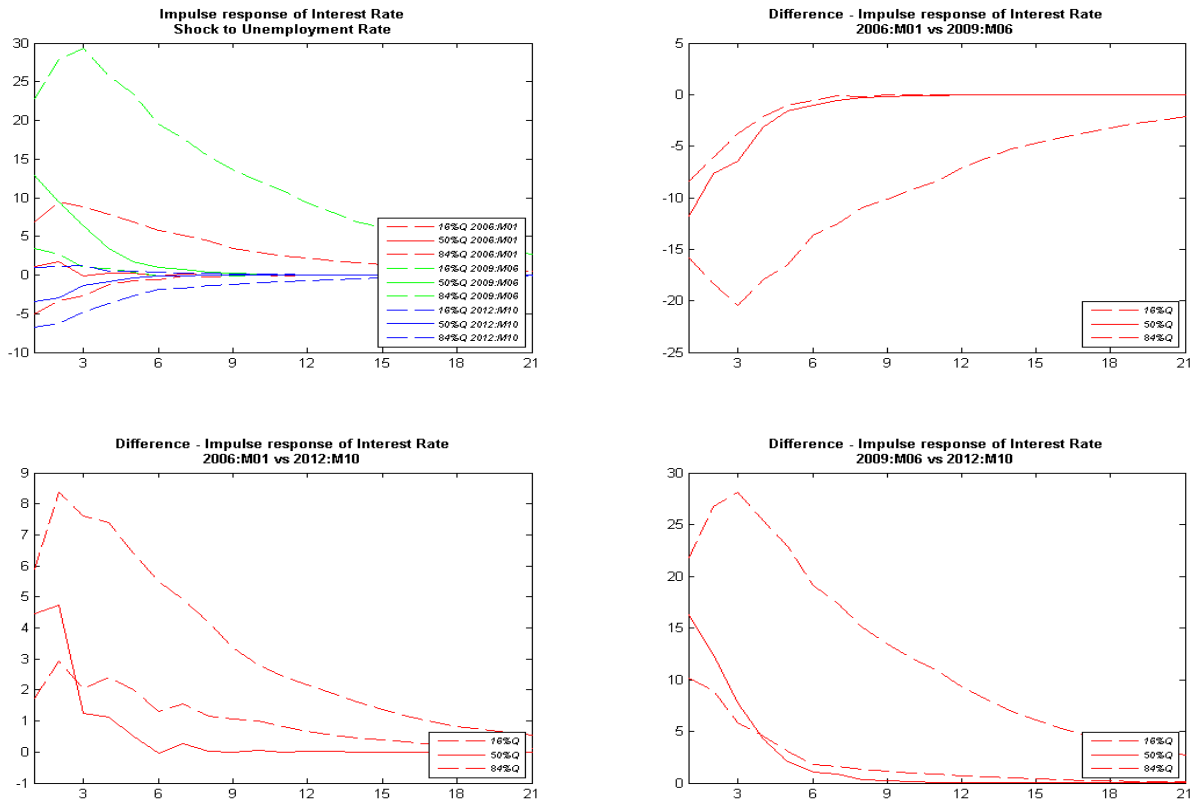 Impulse response of Interest Rate
Shock to Unemployment Rate
30
25
20
15
10
5
0
-5
-10
3 6 9 12 15 18 21
16%Q 2006:M01
50%Q 2006:M01
84%Q 2006:M01
16%Q 2009:M06
50%Q 2009:M06
84%Q 2009:M06
16%Q 2012:M10
50%Q 2012:M10
84%Q 2012:M10
Difference - Impulse response of Interest Rate
2006:M01 vs 2009:M06
5
0
-5
-10
-15
-20
-25
3 6 9 12 15 18 21
16%Q
50%Q
84%Q
Difference - Impulse response of Interest Rate
2006:M01 vs 2012:M10
9
8
7
6
5
4
3
2
1
0
-1
3 6 9 12 15 18 21
16%Q
50%Q
84%Q
Difference - Impulse response of Interest Rate
2009:M06 vs 2012:M10
30
25
20
15
10
5
0
3 6 9 12 15 18 21
16%Q
50%Q
84%Q